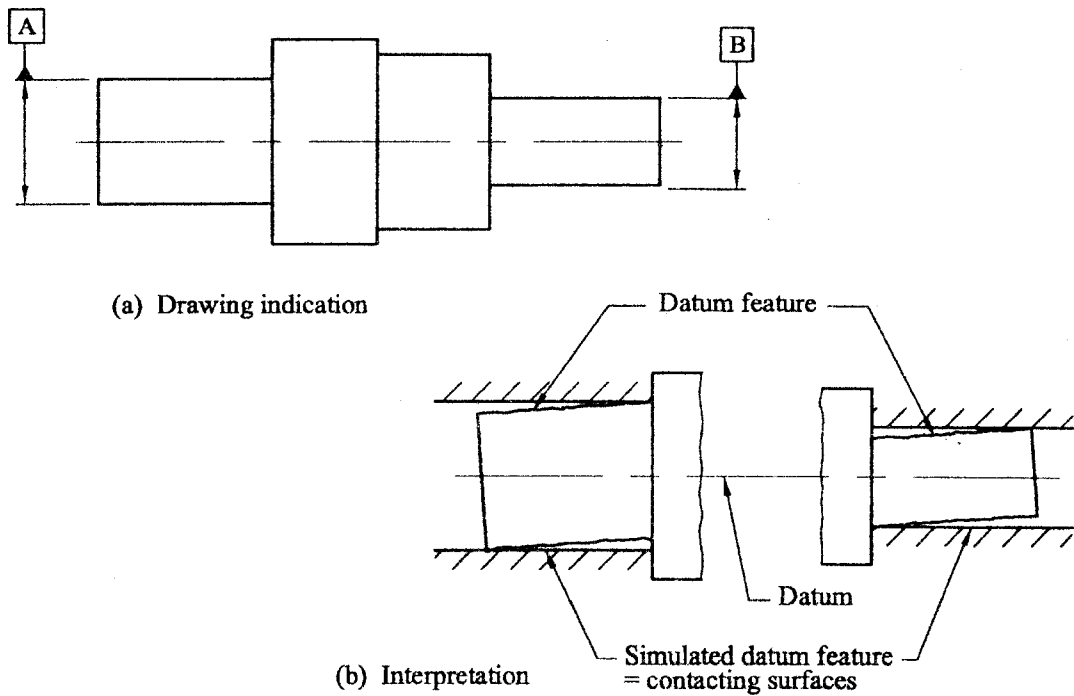 A
B
(a) Drawing indication
Datum feature
Datum
Simulated datum feature
= contacting surfaces
(b) Interpretation